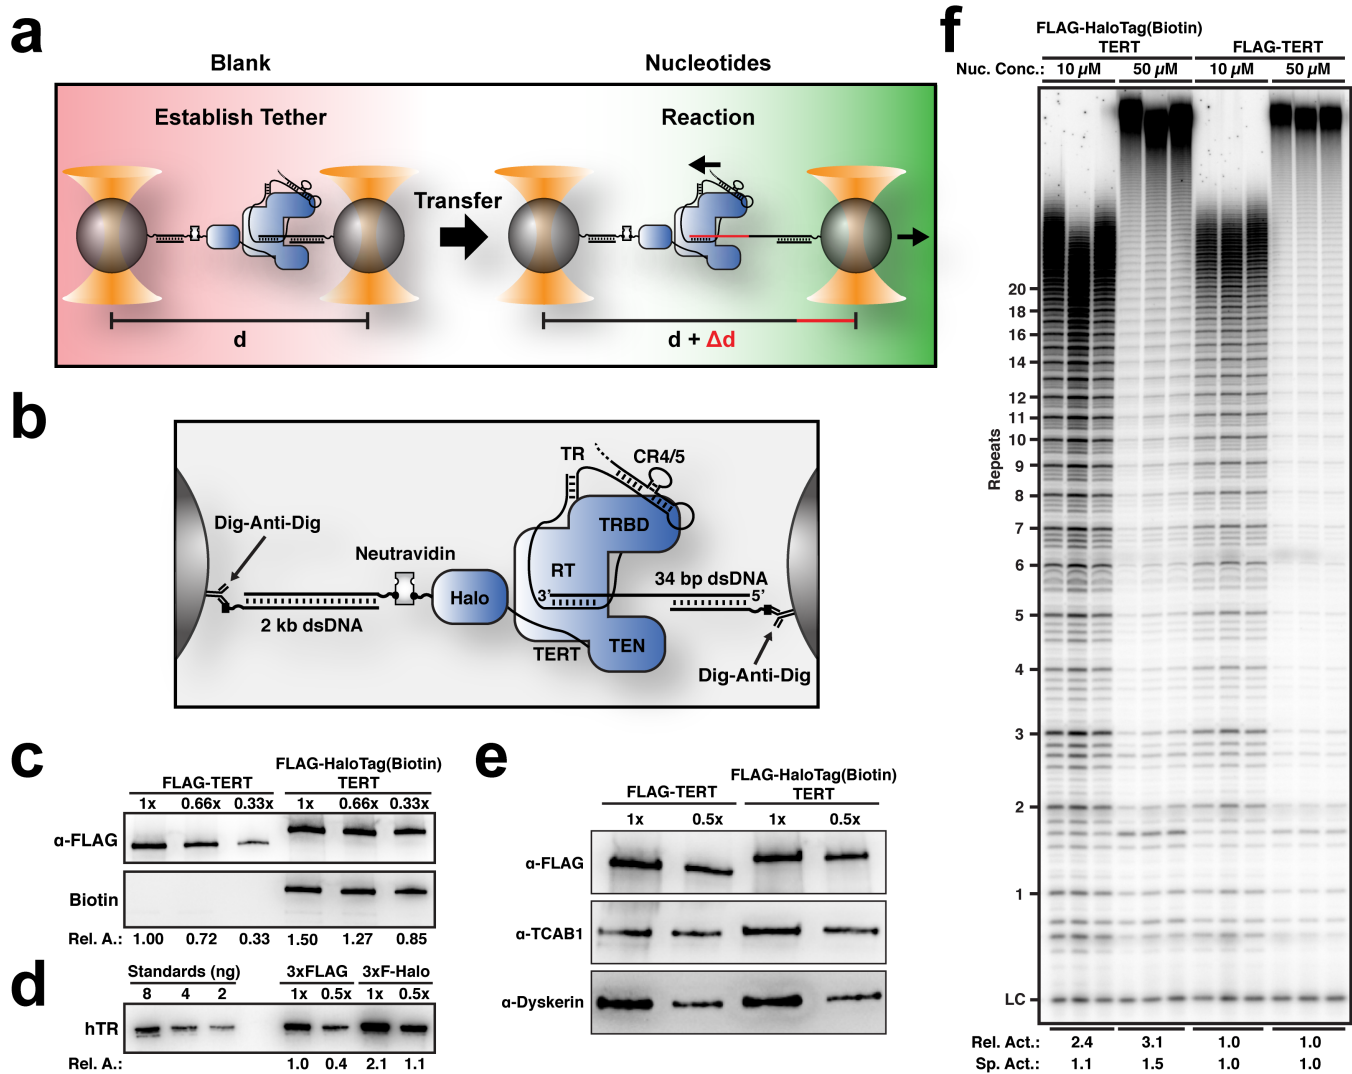 a
Blank
Nucleotides
Establish Tether
Reaction
Transfer
d
d + Δd
b
Dig-Anti-Dig
2 kb dsDNA
Neutravidin
Halo
TR
CR4/5
TRBD
RT
3'
34 bp dsDNA
5'
TERT
TEN
Dig-Anti-Dig
c
FLAG-TERT
FLAG-HaloTag(Biotin)
TERT
1x 0.66x 0.33x 1x 0.66x 0.33x
α-FLAG
Biotin
Rel. A.: 1.00 0.72 0.33 1.50 1.27 0.85
d
Standards (ng) 3xFLAG 3xF-Halo
8 4 2 1x 0.5x 1x 0.5x
hTR
Rel. A.: 1.0 0.4 2.1 1.1
e
FLAG-TERT
FLAG-HaloTag(Biotin)
TERT
1x 0.5x 1x 0.5x
α-FLAG
α-TCAB1
α-Dyskerin
f
FLAG-HaloTag(Biotin)
TERT
FLAG-TERT
Nuc. Conc.: 10 µM 50 µM 10 µM 50 µM
Repeats
20
18
16
14
12
11
10
9
8
7
6
5
4
3
2
1
LC
Rel. Act.: 2.4 3.1 1.0 1.0
Sp. Act.: 1.1 1.5 1.0 1.0